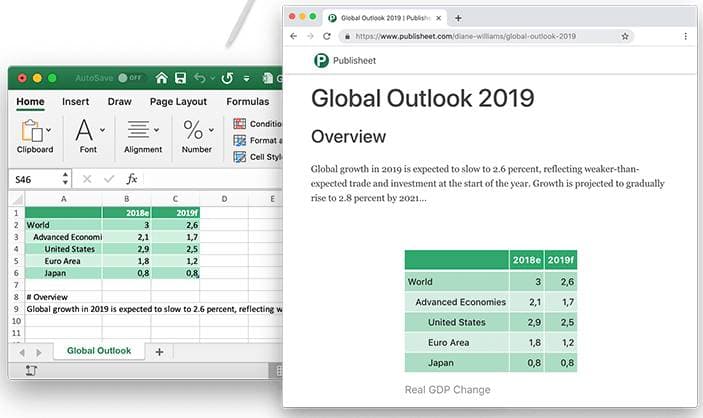 AutoSave OFF
Home Insert Draw Page Layout Formulas
Clipboard Font Alignment Number
Conditio
Format a
Cell Styl
S46 fx
A B C D E
1 2018e 2019f
2 World 3 2,6
3 Advanced Economi 2,1 1,7
4 United States 2,9 2,5
5 Euro Area 1,8 1,2
6 Japan 0,8 0,8
7
8 # Overview
9 Global growth in 2019 is expected to slow to 2.6 percent, reflecting w
10
11
Global Outlook +
Global Outlook 2019 | Publishe × +
https://www.publisheet.com/diane-williams/global-outlook-2019
Publisheet
Global Outlook 2019
Overview
Global growth in 2019 is expected to slow to 2.6 percent, reflecting weaker-than-
expected trade and investment at the start of the year. Growth is projected to gradually
rise to 2.8 percent by 2021...
2018e 2019f
World 3 2,6
Advanced Economies 2,1 1,7
United States 2,9 2,5
Euro Area 1,8 1,2
Japan 0,8 0,8
Real GDP Change